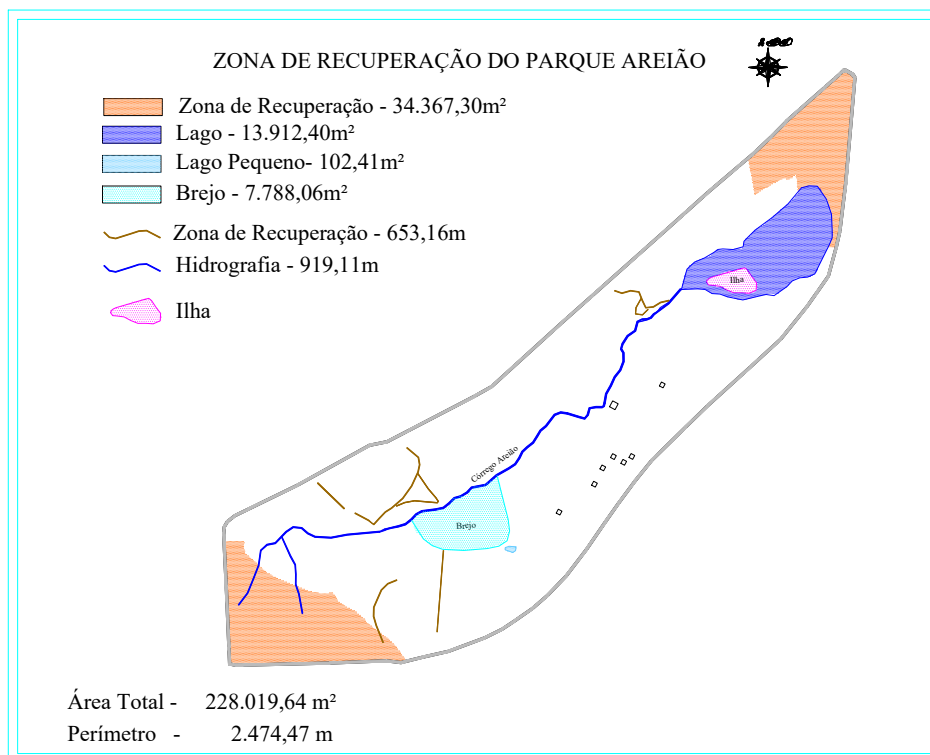 ZONA DE RECUPERAÇÃO DO PARQUE AREIÃO
Zona de Recuperação - 34.367,30m²
Lago - 13.912,40m²
Lago Pequeno- 102,41m²
Brejo - 7.788,06m²
Zona de Recuperação - 653,16m
Hidrografia - 919,11m
Ilha
Ilha
Córrego Areião
Brejo
Área Total - 228.019,64 m²
Perímetro - 2.474,47 m